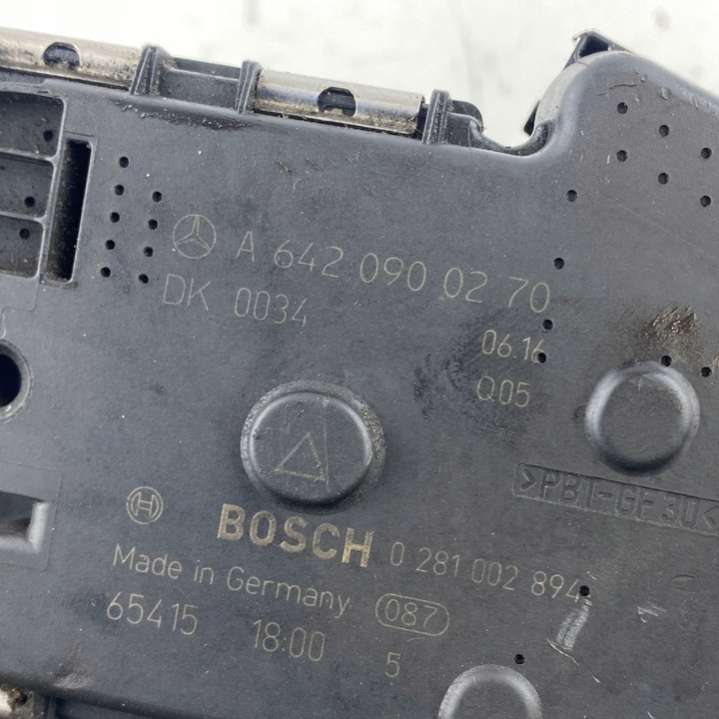 A 642 090 02 70
DK 0034
06.14
Q05
BOSCH 0 281 002 894
Made in Germany 087
65415 18:00 5
>PBT-GF30<